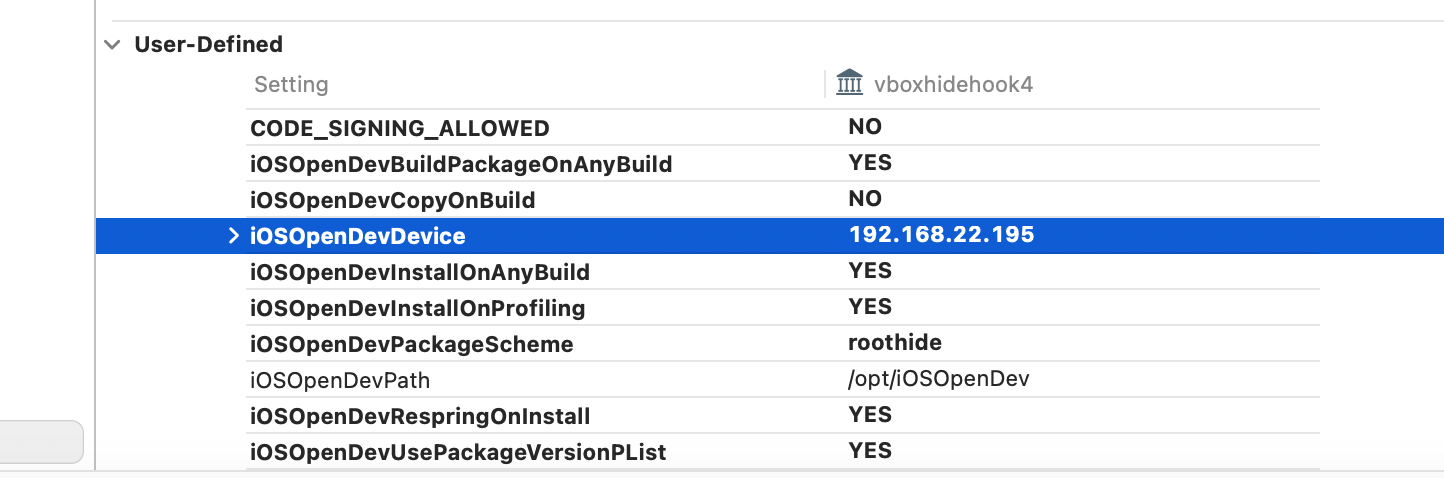 User-Defined
Setting vboxhidehook4
CODE_SIGNING_ALLOWED NO
iOSOpenDevBuildPackageOnAnyBuild YES
iOSOpenDevCopyOnBuild NO
iOSOpenDevDevice 192.168.22.195
iOSOpenDevInstallOnAnyBuild YES
iOSOpenDevInstallOnProfiling YES
iOSOpenDevPackageScheme roothide
iOSOpenDevPath /opt/iOSOpenDev
iOSOpenDevRespringOnInstall YES
iOSOpenDevUsePackageVersionPList YES